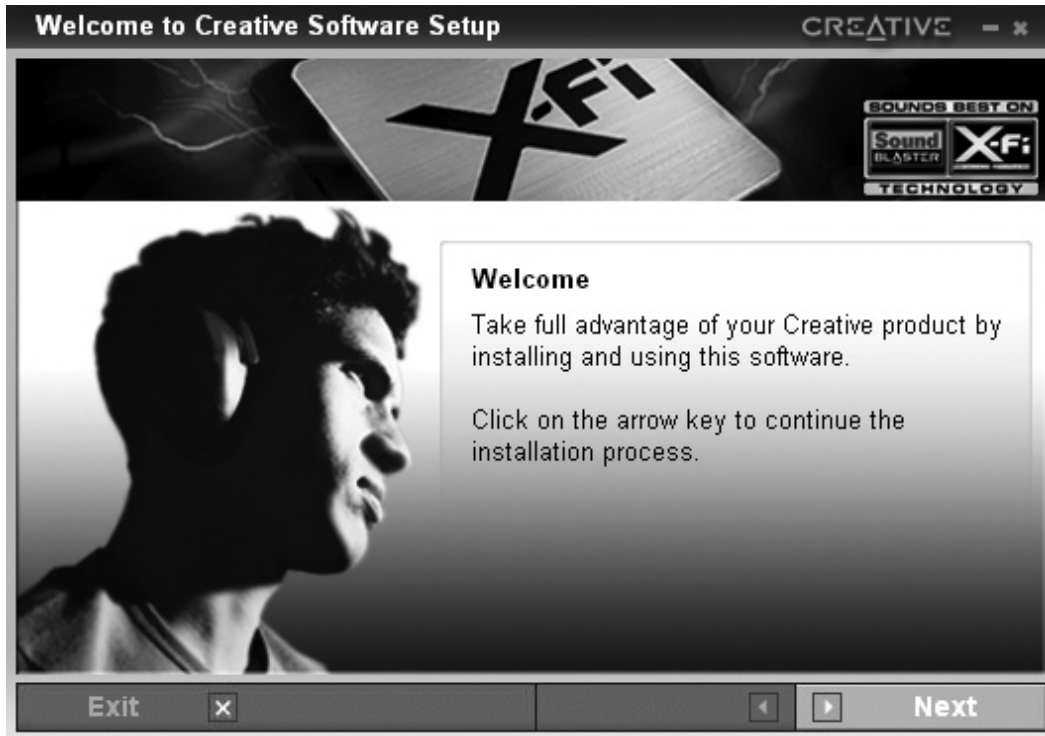 Welcome to Creative Software Setup
CREATIVE
X-Fi
SOUNDS BEST ON
Sound
BLASTER
X-Fi
TECHNOLOGY
Welcome
Take full advantage of your Creative product by
installing and using this software.
Click on the arrow key to continue the
installation process.
Exit
Next